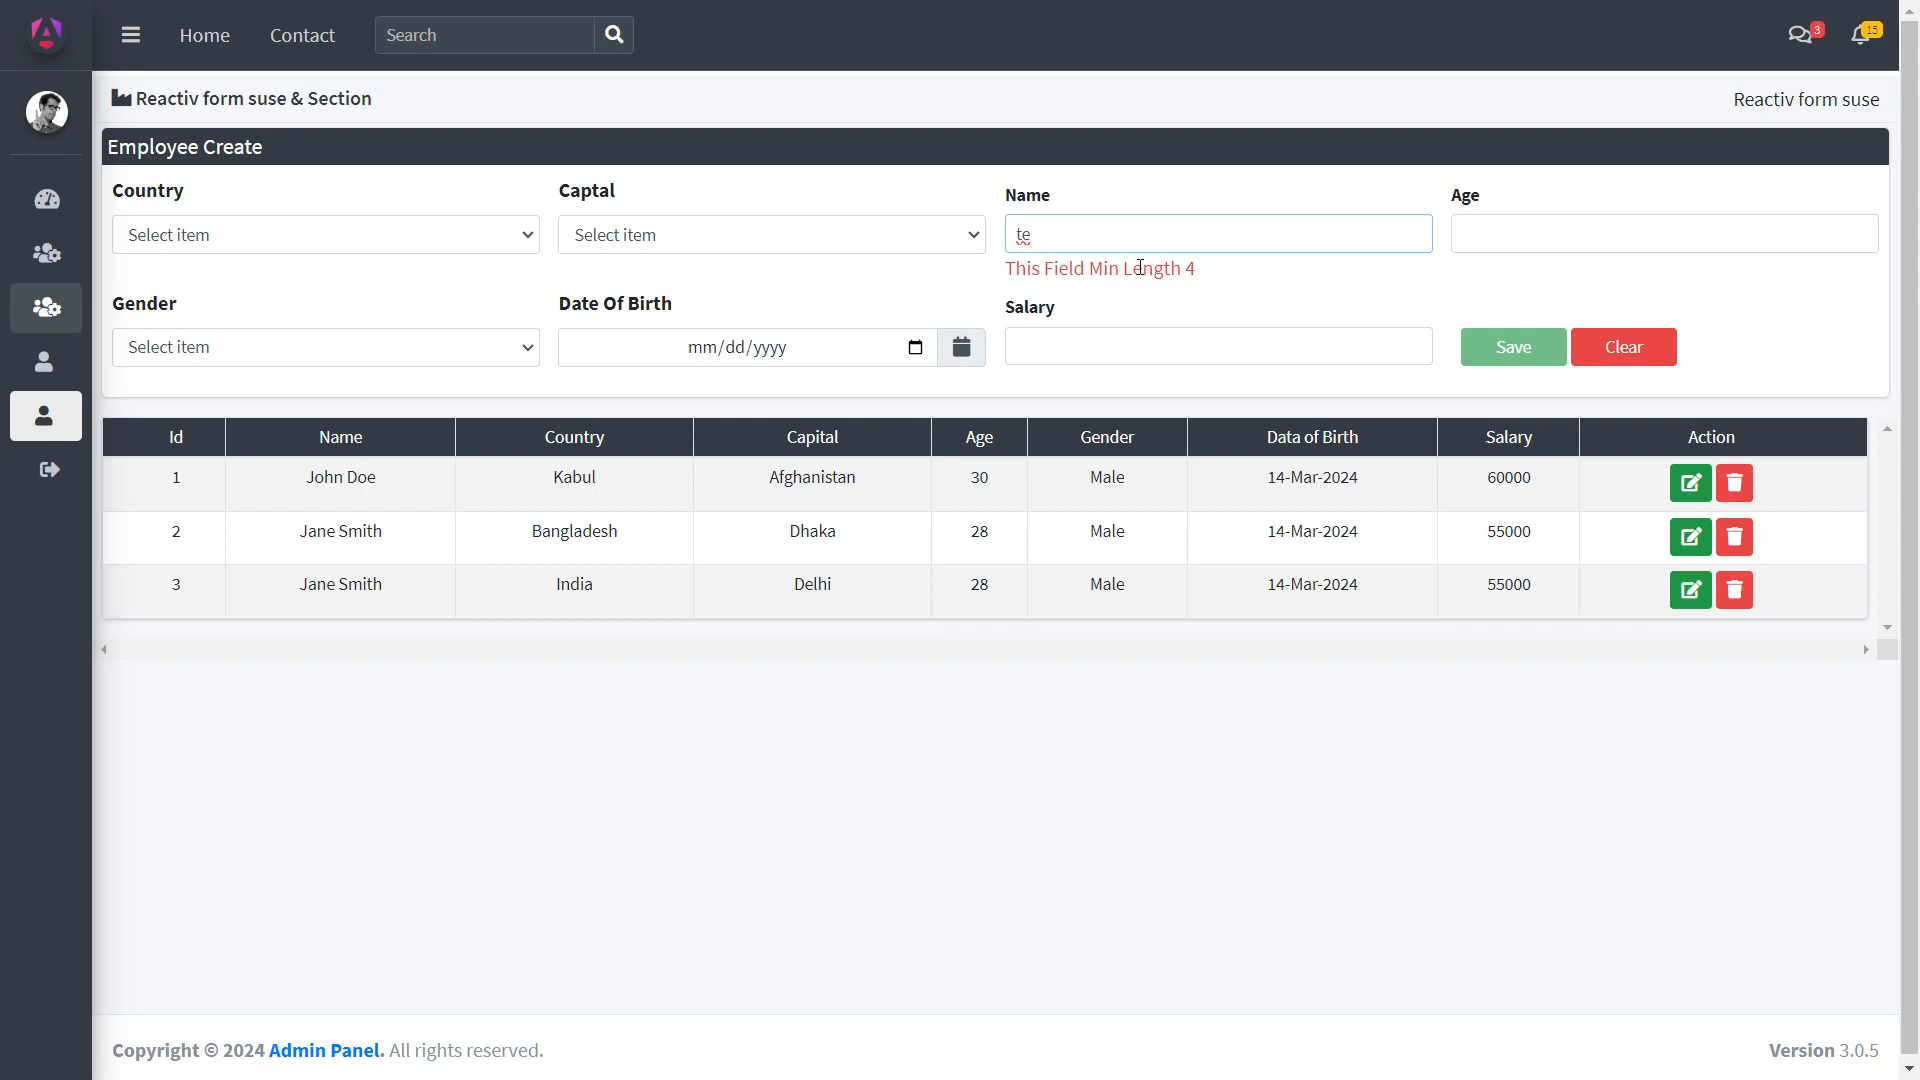 Home Contact Search 3 15
Reactiv form suse & Section Reactiv form suse
Employee Create
Country Captal Name Age
Select item Select item te
This Field Min Length 4
Gender Date Of Birth Salary
Select item mm/dd/yyyy Save Clear
Id Name Country Capital Age Gender Data of Birth Salary Action
1 John Doe Kabul Afghanistan 30 Male 14-Mar-2024 60000
2 Jane Smith Bangladesh Dhaka 28 Male 14-Mar-2024 55000
3 Jane Smith India Delhi 28 Male 14-Mar-2024 55000
Copyright © 2024 Admin Panel. All rights reserved. Version 3.0.5